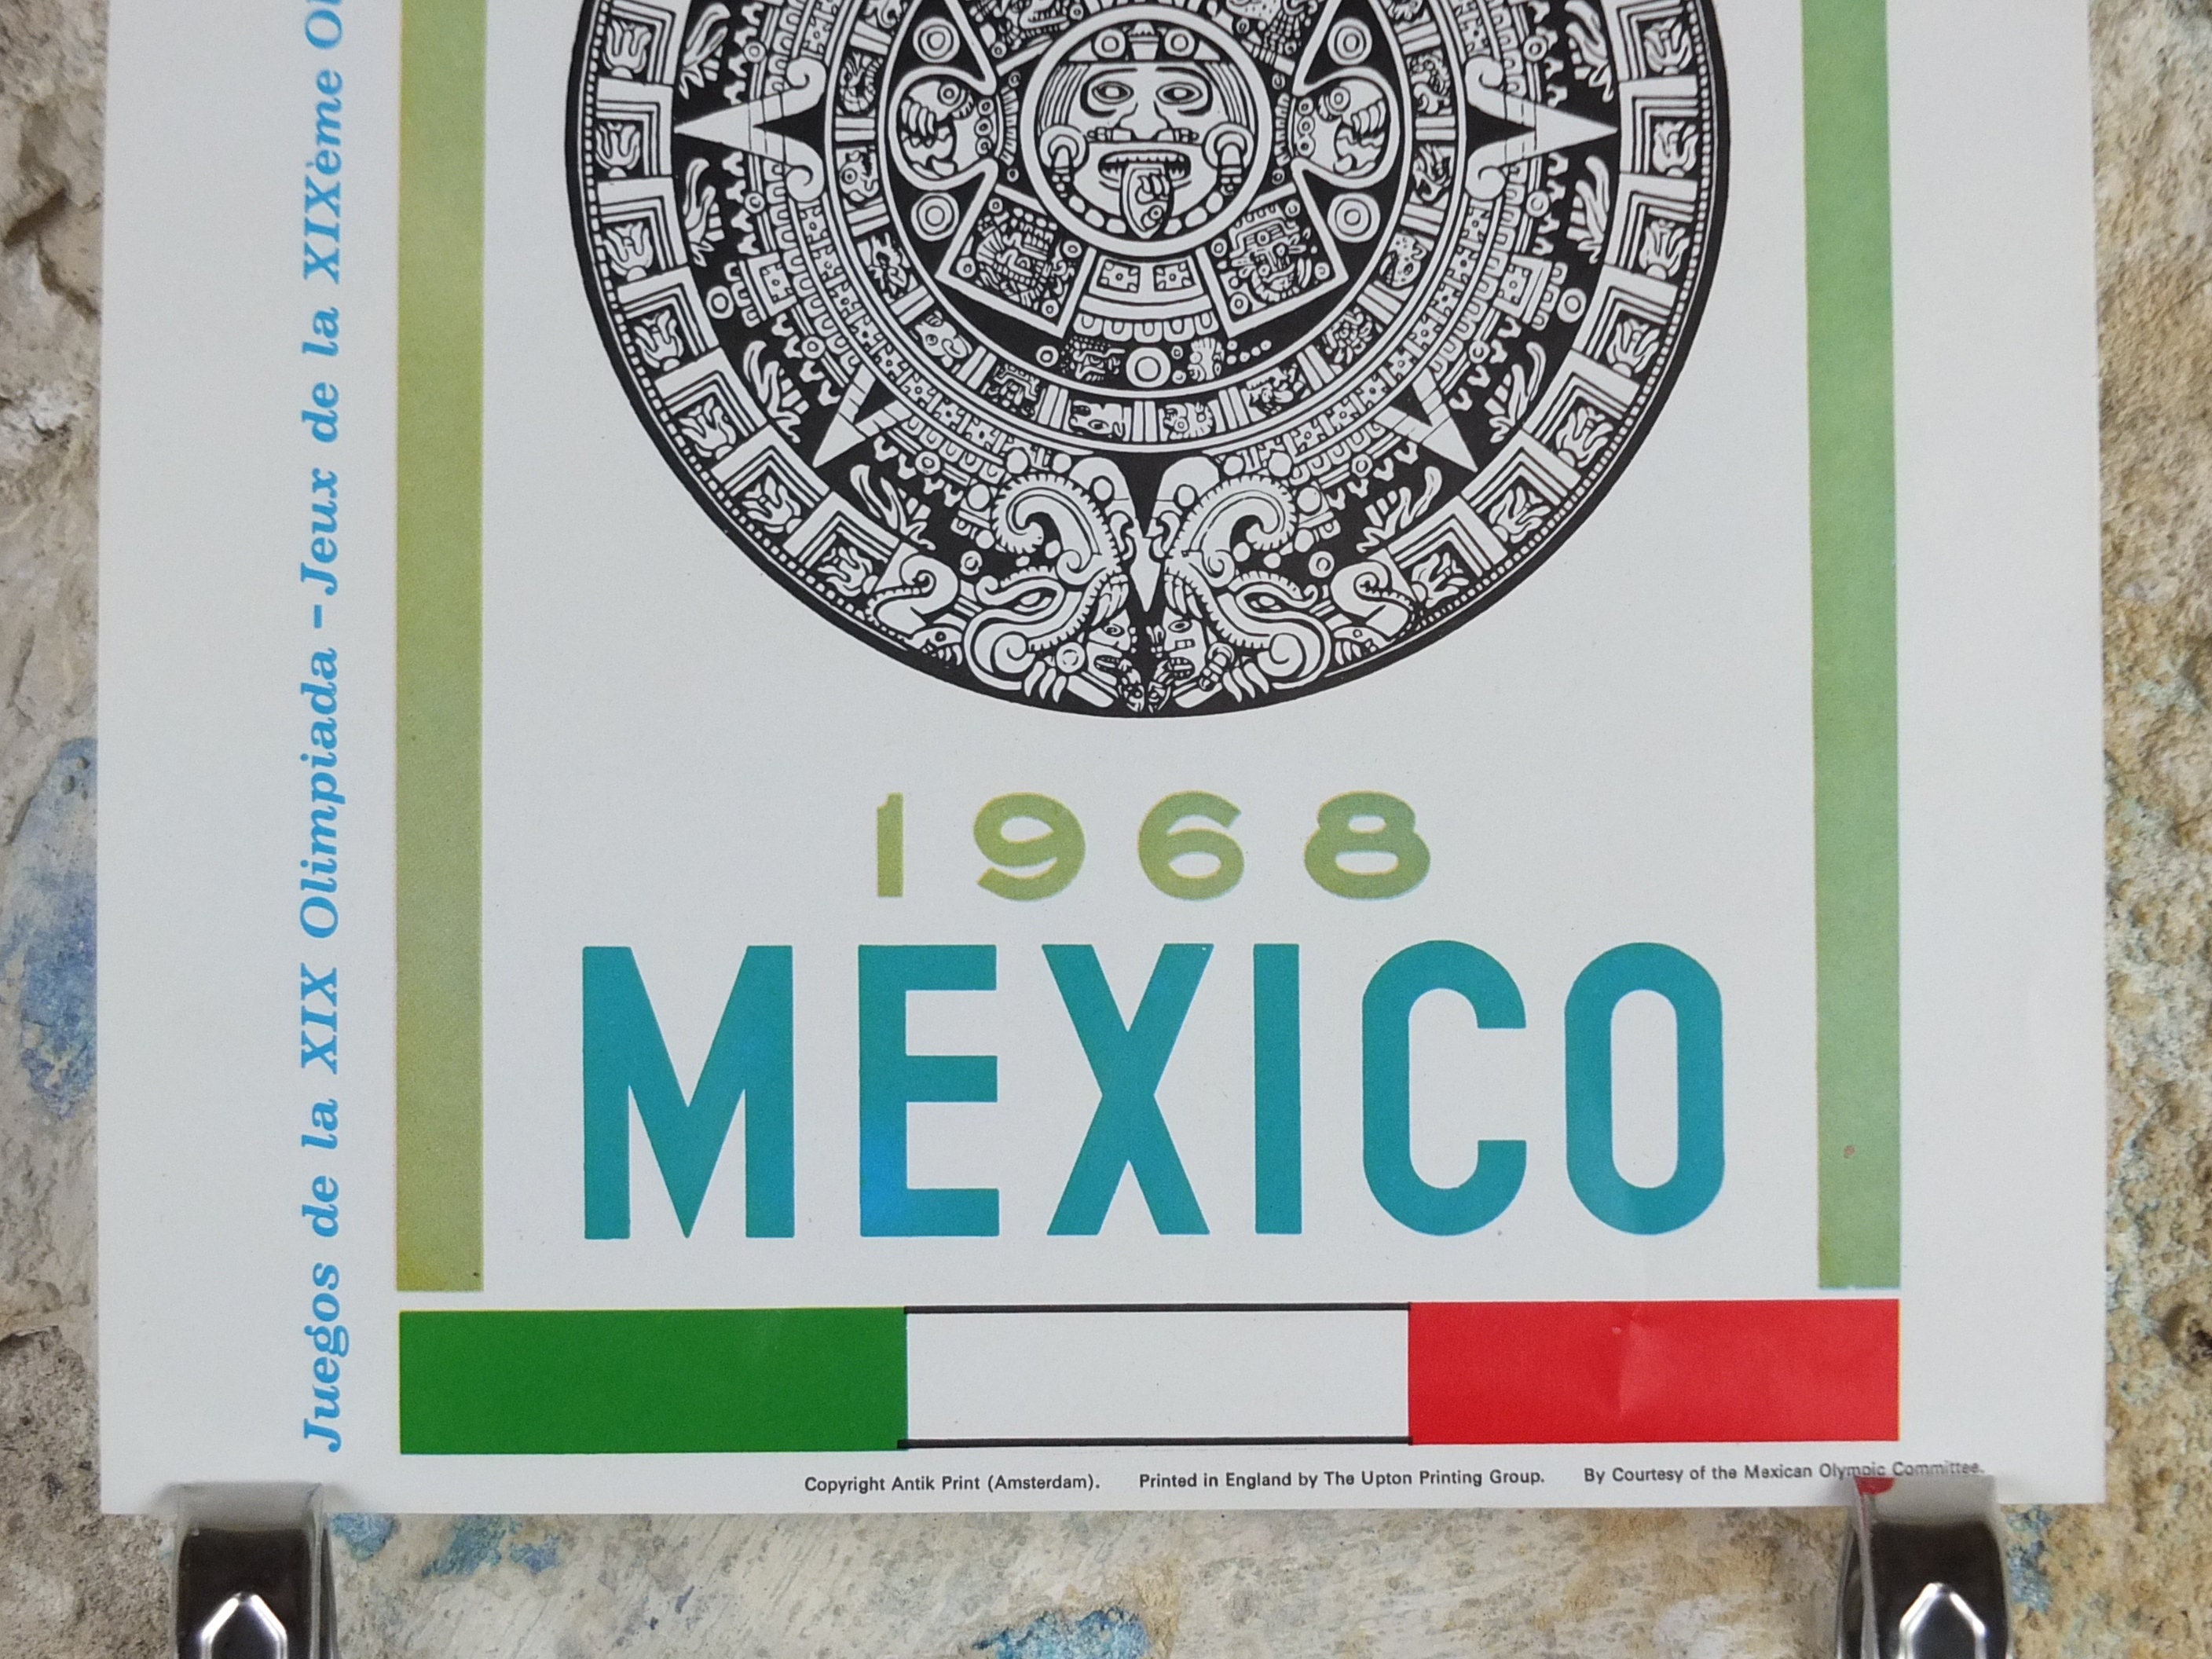 Juegos de la XIX Olimpiada - Jeux de la XIXème
1968
MEXICO
Copyright Antik Print (Amsterdam). Printed in England by The Upton Printing Group. By Courtesy of the Mexican Olympic Committee.